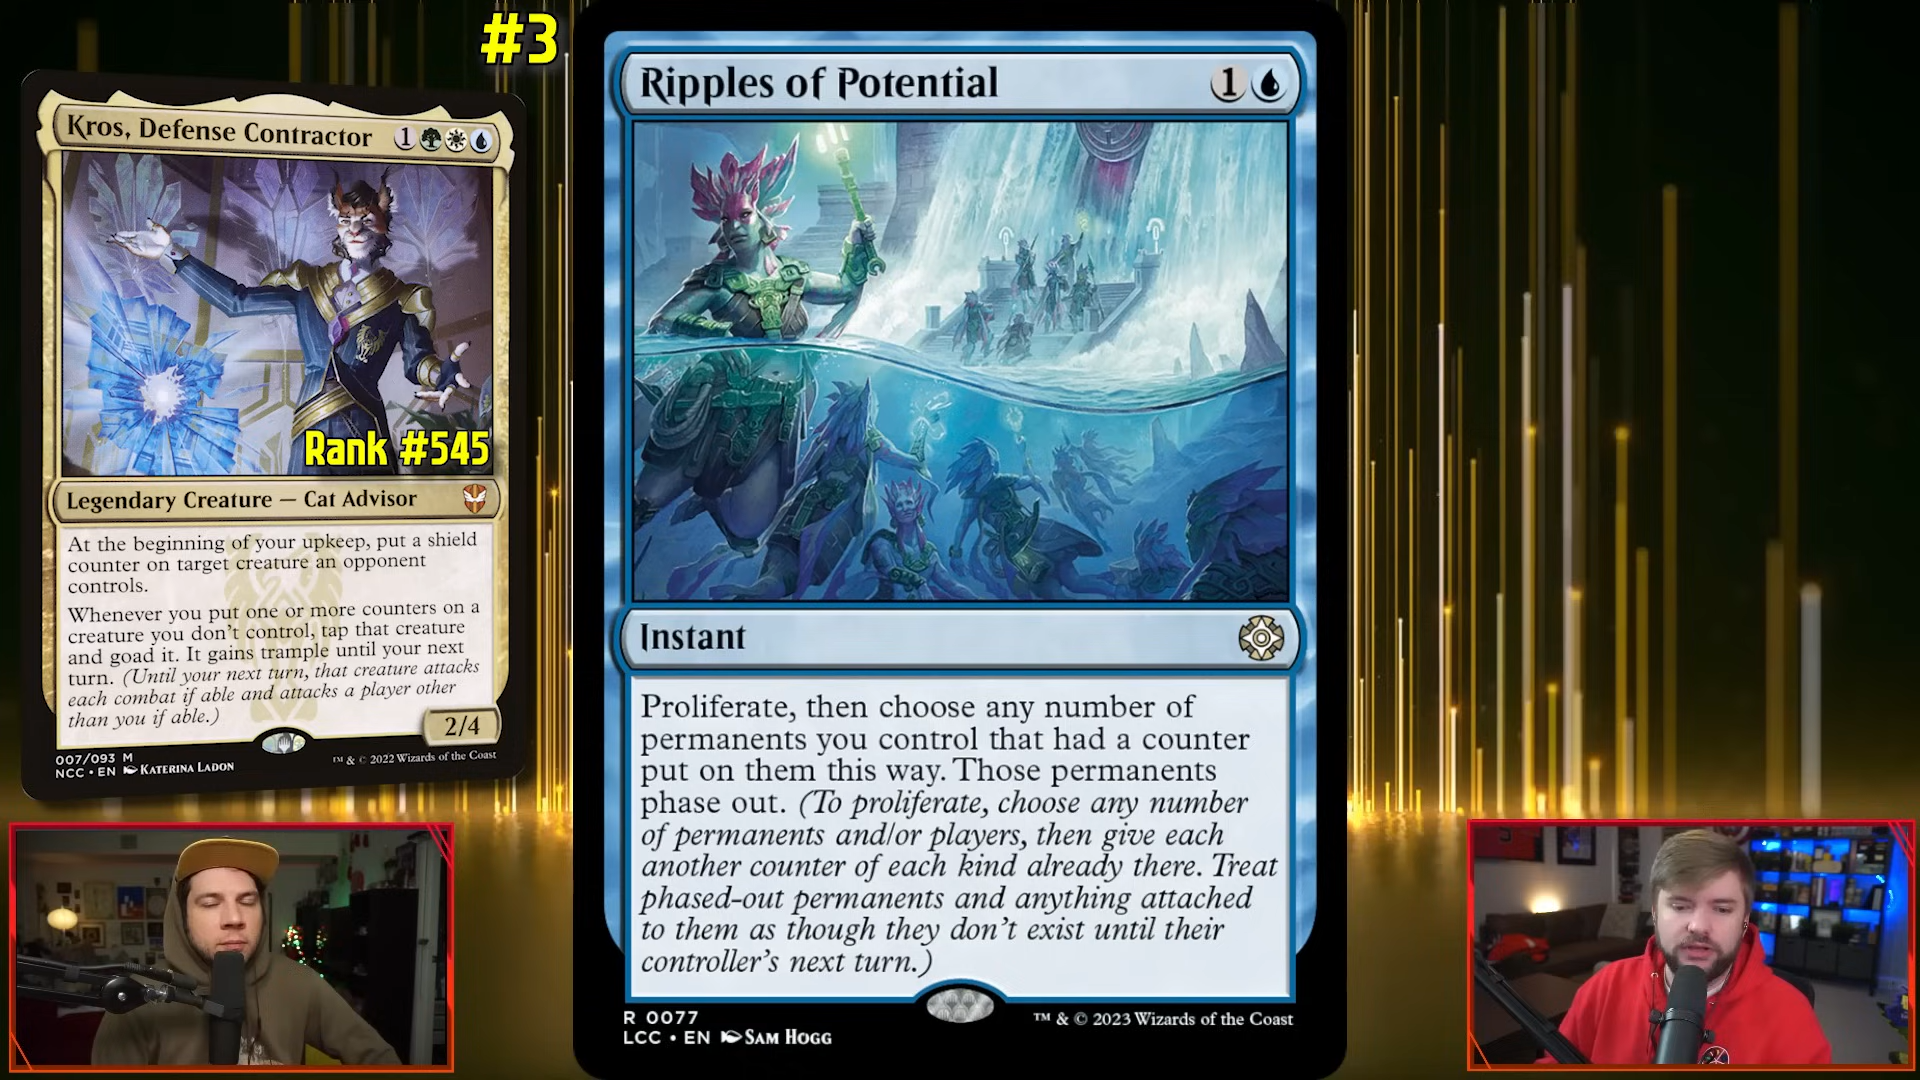 #3
Kros, Defense Contractor 1
Rank #545
Legendary Creature — Cat Advisor
At the beginning of your upkeep, put a shield
counter on target creature an opponent
controls.
Whenever you put one or more counters on a
creature you don't control, tap that creature
and goad it. It gains trample until your next
turn. (Until your next turn, that creature attacks
each combat if able and attacks a player other
than you if able.)
2/4
007/093 M
NCC • EN KATERINA LADON
™ & © 2022 Wizards of the Coast
Ripples of Potential 1
Instant
Proliferate, then choose any number of
permanents you control that had a counter
put on them this way. Those permanents
phase out. (To proliferate, choose any number
of permanents and/or players, then give each
another counter of each kind already there. Treat
phased-out permanents and anything attached
to them as though they don't exist until their
controller's next turn.)
R 0077
LCC • EN SAM HOGG
™ & © 2023 Wizards of the Coast